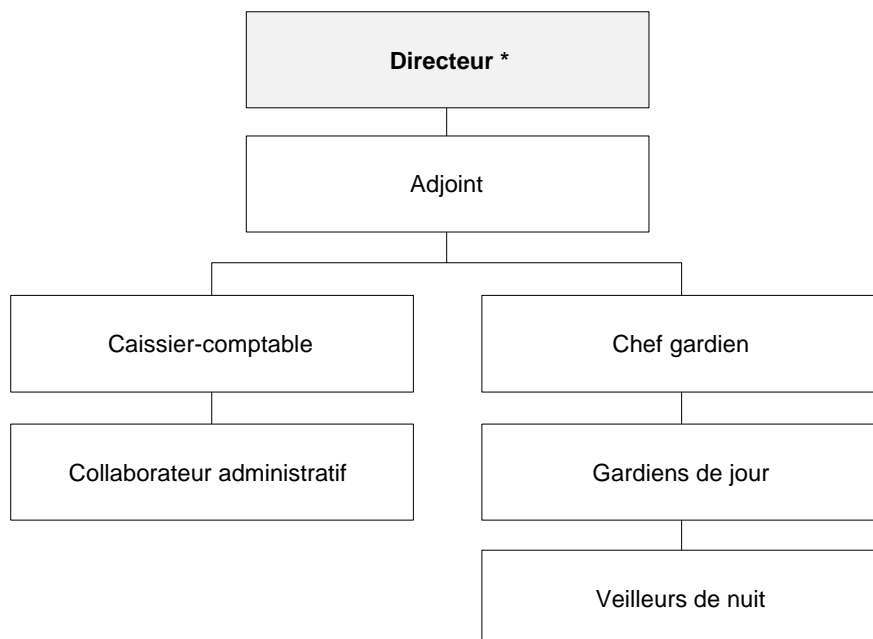 Directeur *
Adjoint
Caissier-comptable
Chef gardien
Collaborateur administratif
Gardiens de jour
Veilleurs de nuit